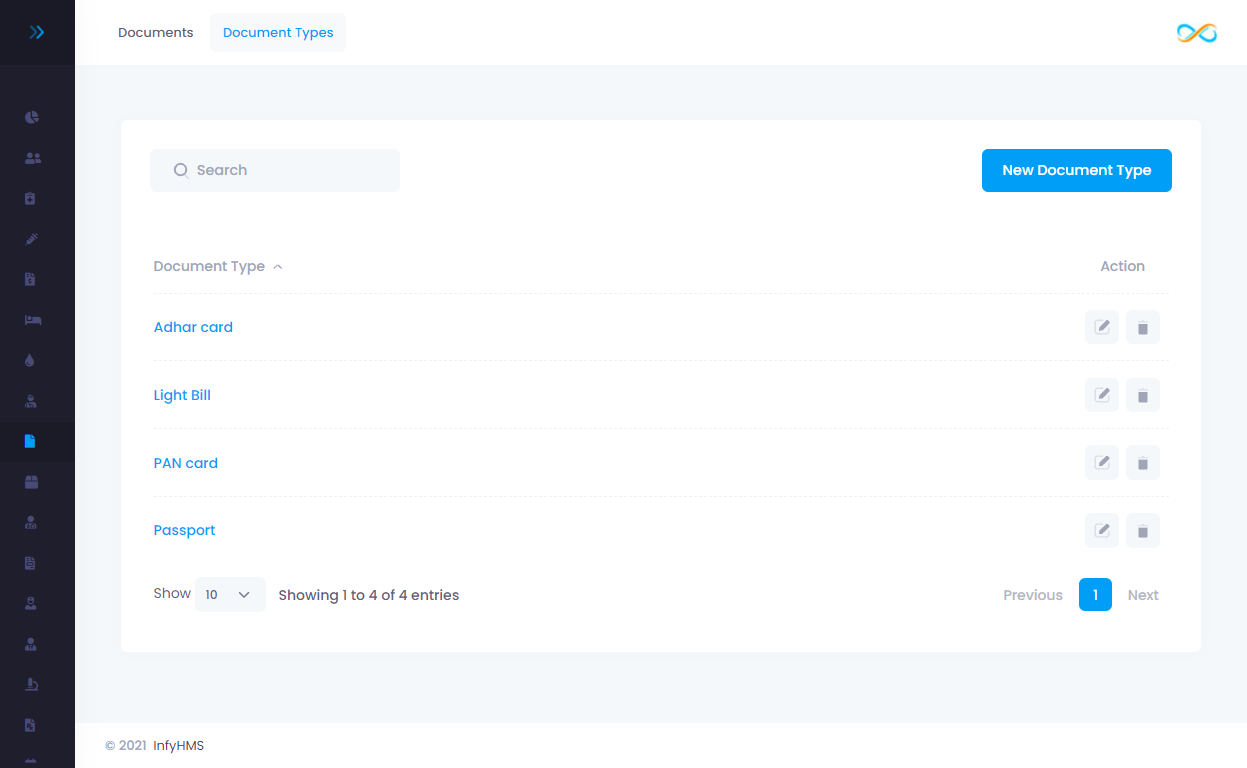 Documents Document Types
Search New Document Type
Document Type Action
Adhar card
Light Bill
PAN card
Passport
Show 10 Showing 1 to 4 of 4 entries Previous 1 Next
© 2021 InfyHMS